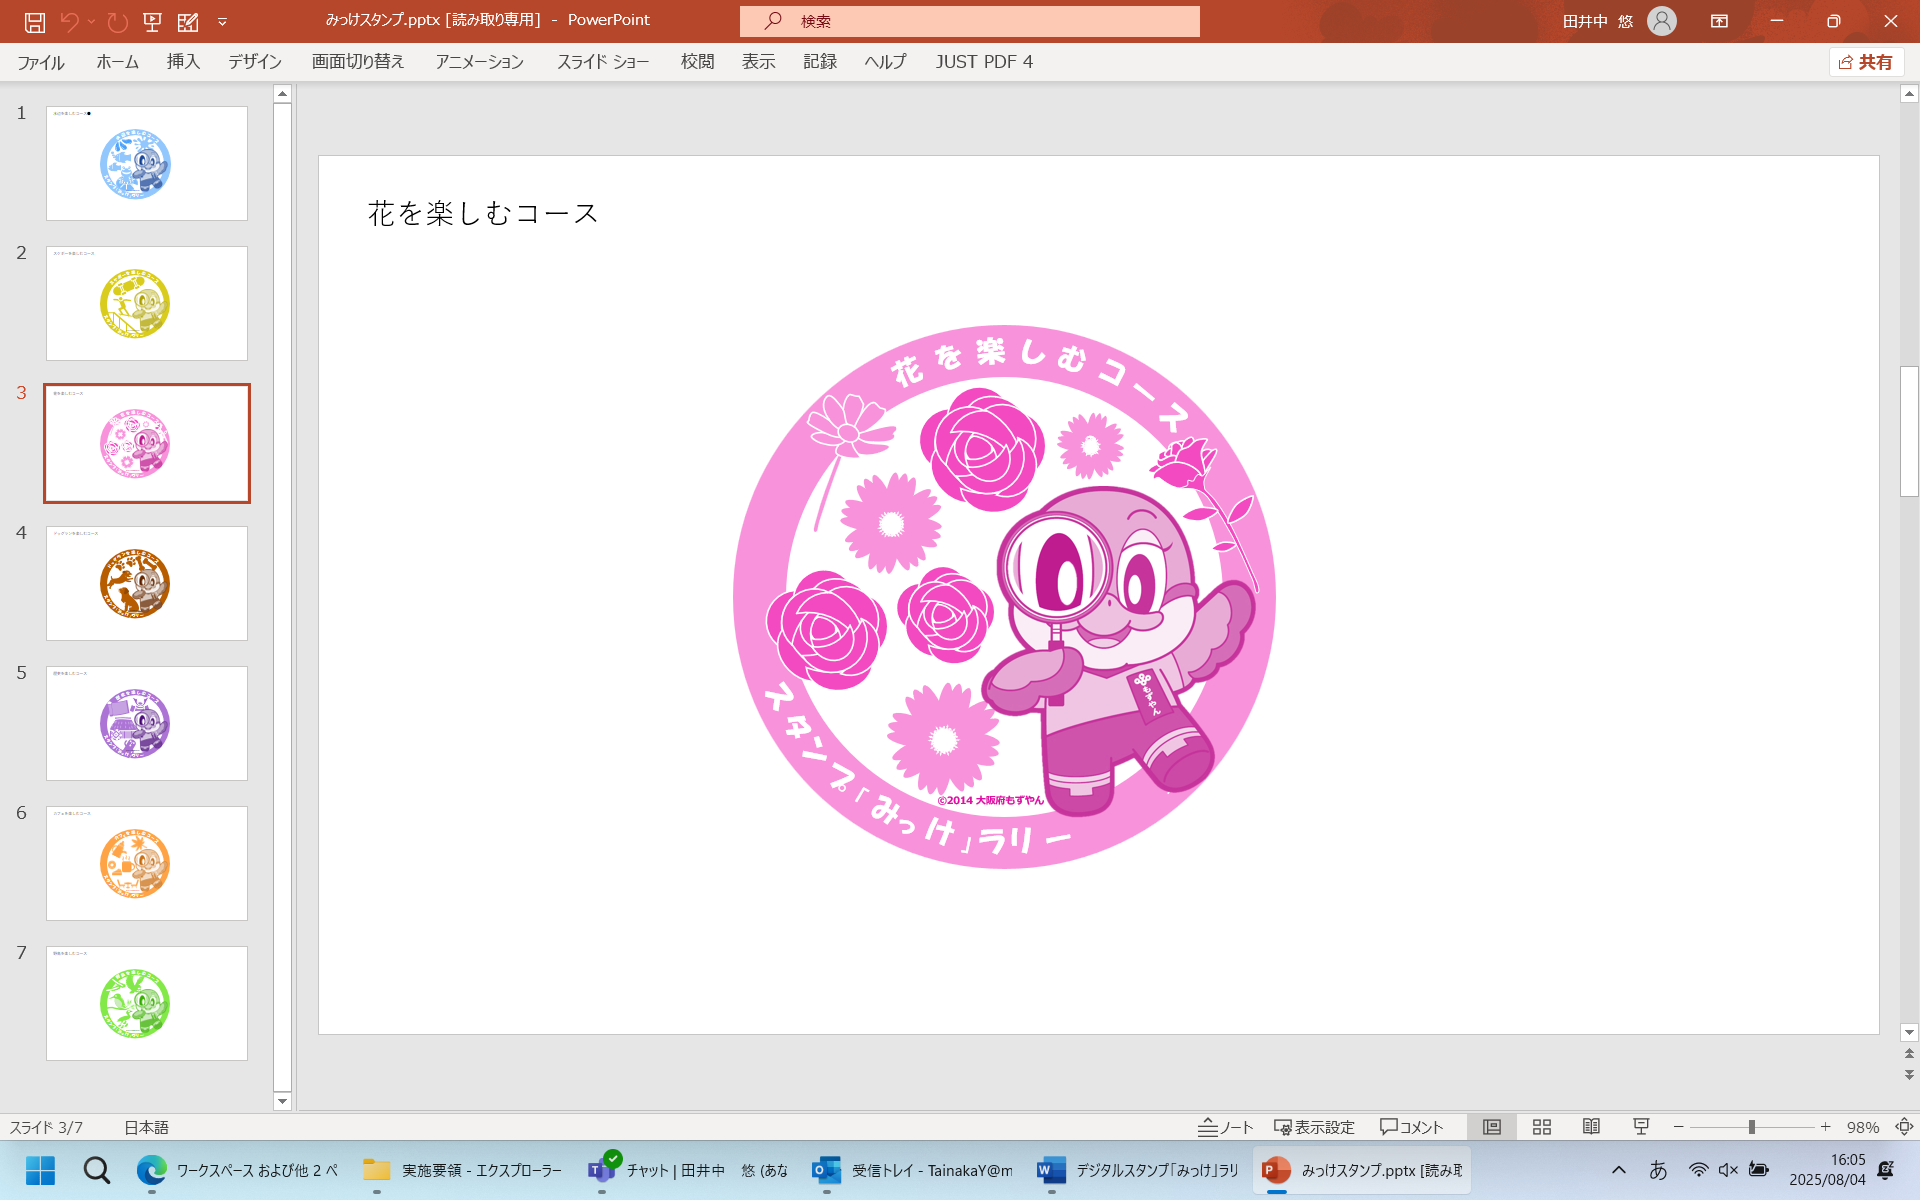 みっけスタンプ.pptx [読み取り専用] - PowerPoint
検索
田井中 悠
ファイル ホーム 挿入 デザイン 画面切り替え アニメーション スライド ショー 校閲 表示 記録 ヘルプ JUST PDF 4
共有
1
2
3
4
5
6
7
花を楽しむコース
花を楽しむコース
もずやん
©2014 大阪府もずやん
スタンプ「みっけ」ラリー
スライド 3/7 日本語
ノート 表示設定 コメント
98%
ワークスペース および他 2 ペ
実施要領 - エクスプローラー
チャット | 田井中 悠 (あな
受信トレイ - TainakaY@m
デジタルスタンプ「みっけ」ラリ
みっけスタンプ.pptx [読み取
あ
16:05
2025/08/04